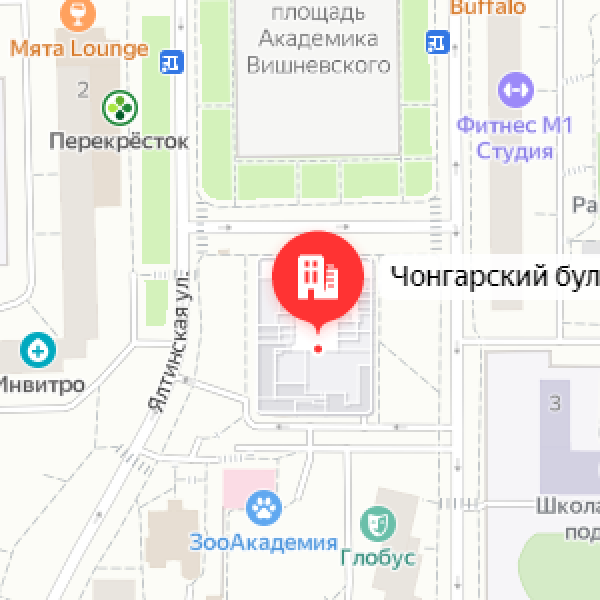 площадь
Академика
Вишневского
Buffalo
Мята Lounge
2
Перекрёсток
Фитнес М1
Студия
Ра
Чонгарский бул
Ялтинская ул.
Инвитро
3
Школа
под
ЗооАкадемия
Глобус